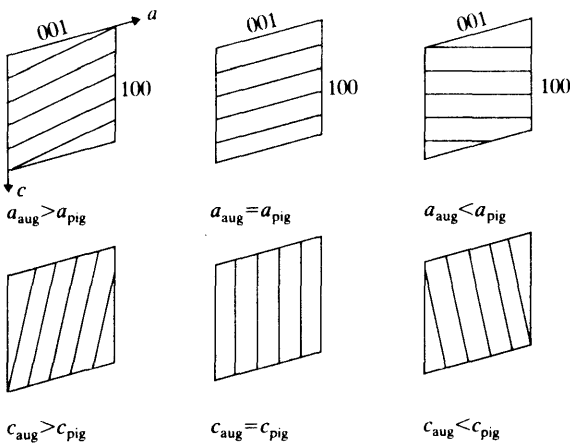 001 a 001 001
100 100 100
c
a_aug>a_pig a_aug=a_pig a_aug<a_pig
c_aug>c_pig c_aug=c_pig c_aug<c_pig